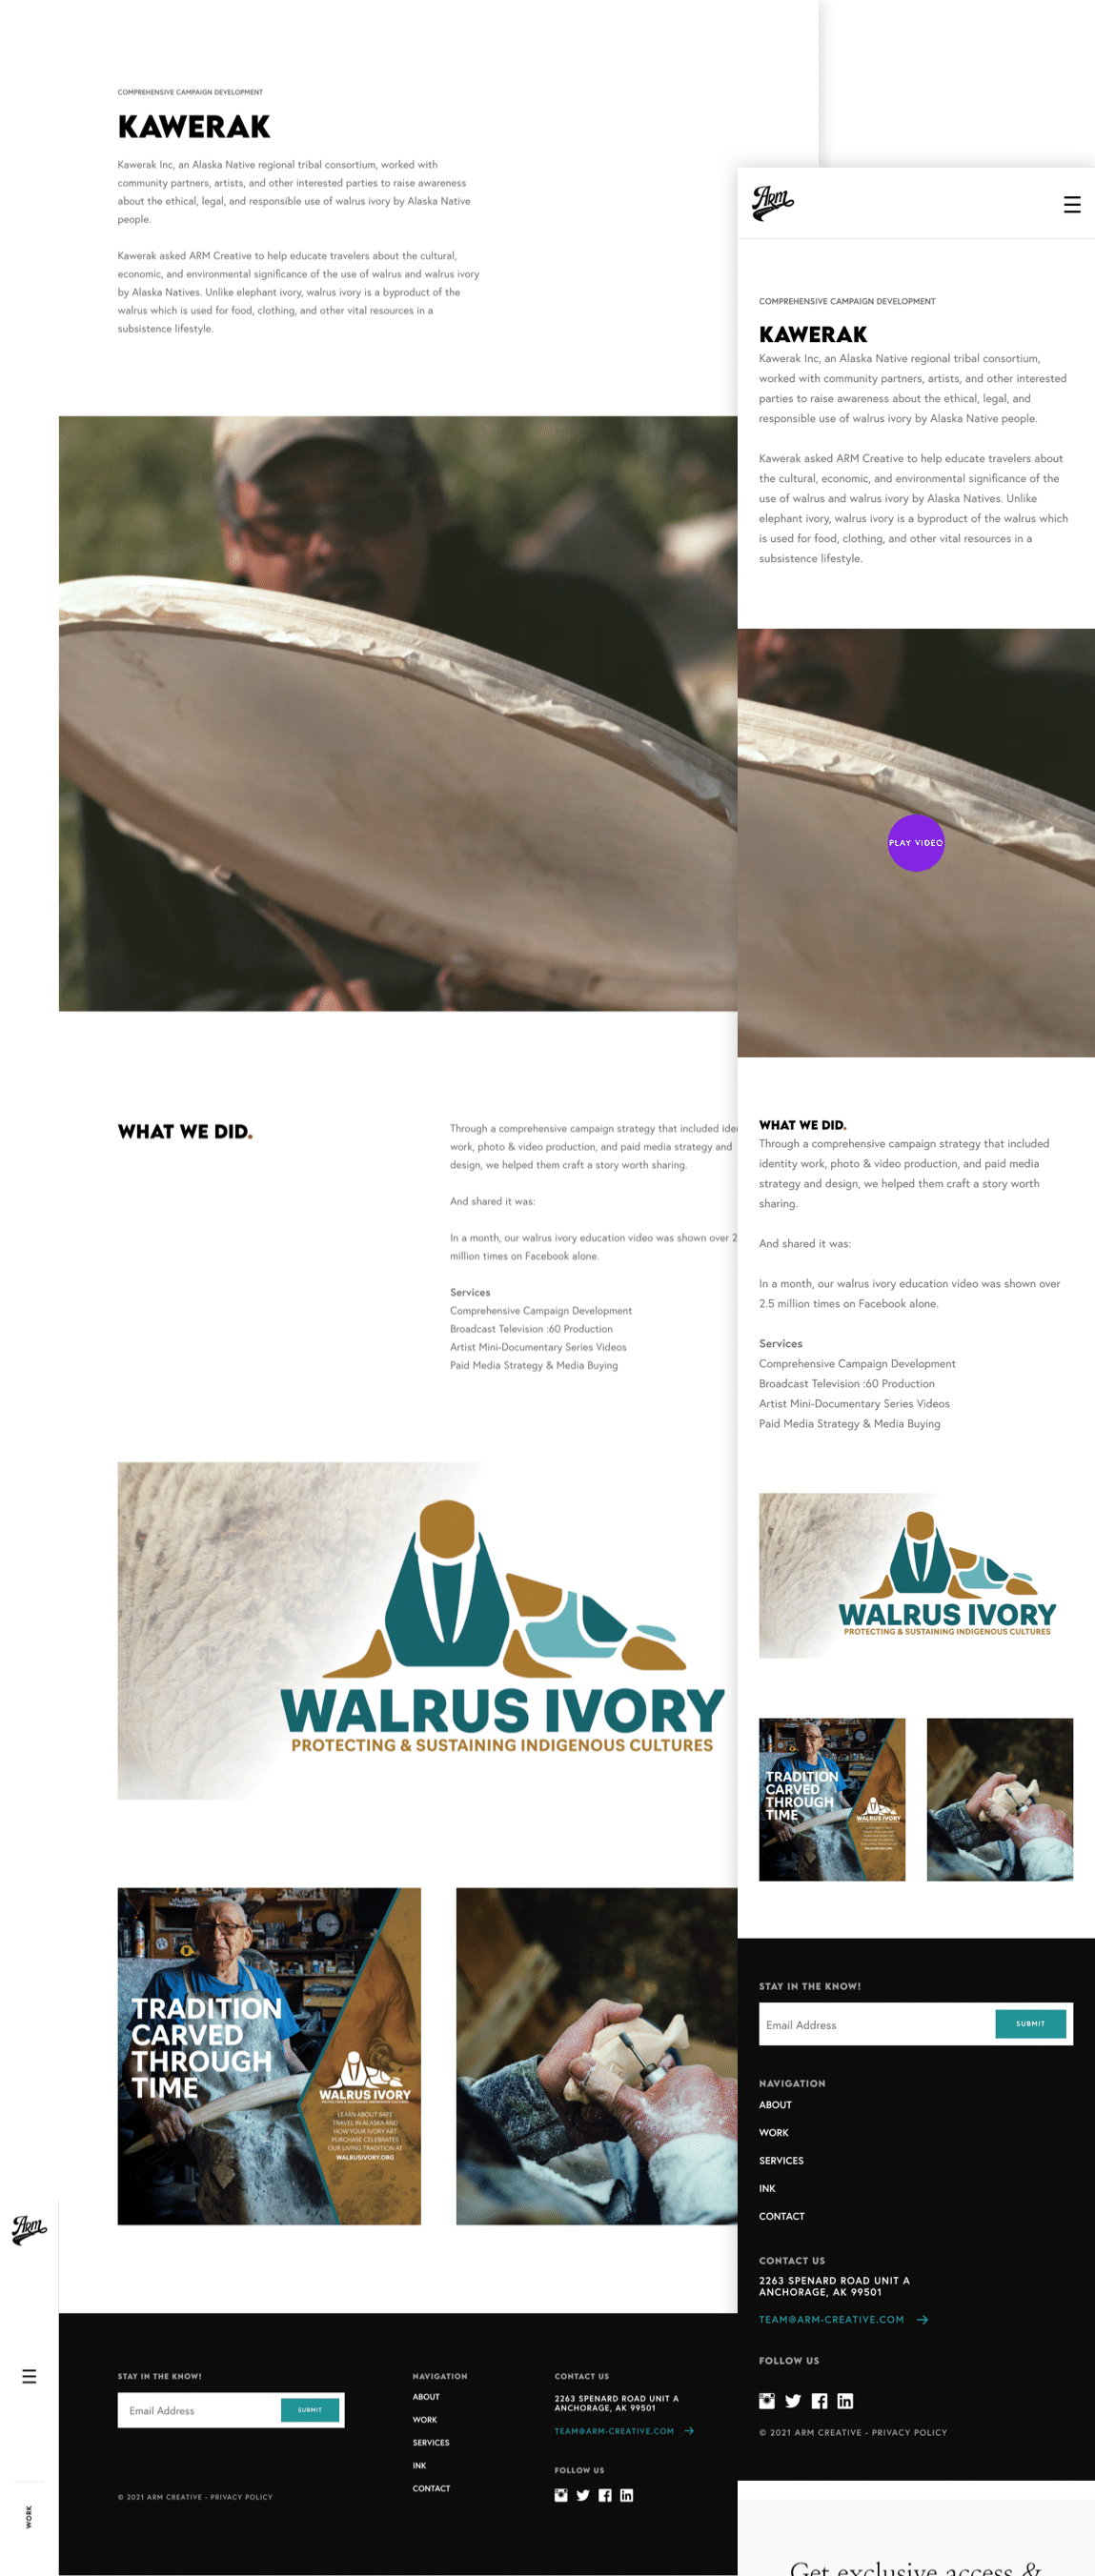 COMPREHENSIVE CAMPAIGN DEVELOPMENT
KAWERAK
Kawerak Inc, an Alaska Native regional tribal consortium, worked with
community partners, artists, and other interested parties to raise awareness
about the ethical, legal, and responsible use of walrus ivory by Alaska Native
people.
Kawerak asked ARM Creative to help educate travelers about the cultural,
economic, and environmental significance of the use of walrus and walrus ivory
by Alaska Natives. Unlike elephant ivory, walrus ivory is a byproduct of the
walrus which is used for food, clothing, and other vital resources in a
subsistence lifestyle.
WHAT WE DID.
Through a comprehensive campaign strategy that included
work, photo & video production, and paid media strategy and
design, we helped them craft a story worth sharing.
And shared it was:
In a month, our walrus ivory education video was shown over 2
million times on Facebook alone.
Services
Comprehensive Campaign Development
Broadcast Television :60 Production
Artist Mini-Documentary Series Videos
Paid Media Strategy & Media Buying
WALRUS IVORY
PROTECTING & SUSTAINING INDIGENOUS CULTURES
TRADITION
CARVED
THROUGH
TIME
WALRUS IVORY
PROTECTING & SUSTAINING INDIGENOUS CULTURES
LEARN ABOUT SAFE
TRAVEL IN ALASKA AND
HOW YOUR IVORY ART
PURCHASE CELEBRATES
OUR LIVING TRADITION AT
WALRUSIVORY.ORG
Arm
WORK
STAY IN THE KNOW!
Email Address
SUBMIT
© 2021 ARM CREATIVE - PRIVACY POLICY
NAVIGATION
ABOUT
WORK
SERVICES
INK
CONTACT
CONTACT US
2263 SPENARD ROAD UNIT A
ANCHORAGE, AK 99501
TEAM@ARM-CREATIVE.COM
FOLLOW US
Arm
COMPREHENSIVE CAMPAIGN DEVELOPMENT
KAWERAK
Kawerak Inc, an Alaska Native regional tribal consortium,
worked with community partners, artists, and other interested
parties to raise awareness about the ethical, legal, and
responsible use of walrus ivory by Alaska Native people.
Kawerak asked ARM Creative to help educate travelers about
the cultural, economic, and environmental significance of the
use of walrus and walrus ivory by Alaska Natives. Unlike
elephant ivory, walrus ivory is a byproduct of the walrus which
is used for food, clothing, and other vital resources in a
subsistence lifestyle.
PLAY VIDEO
WHAT WE DID.
Through a comprehensive campaign strategy that included
identity work, photo & video production, and paid media
strategy and design, we helped them craft a story worth
sharing.
And shared it was:
In a month, our walrus ivory education video was shown over
2.5 million times on Facebook alone.
Services
Comprehensive Campaign Development
Broadcast Television :60 Production
Artist Mini-Documentary Series Videos
Paid Media Strategy & Media Buying
WALRUS IVORY
PROTECTING & SUSTAINING INDIGENOUS CULTURES
TRADITION
CARVED
THROUGH
TIME
WALRUS IVORY
STAY IN THE KNOW!
Email Address
SUBMIT
NAVIGATION
ABOUT
WORK
SERVICES
INK
CONTACT
CONTACT US
2263 SPENARD ROAD UNIT A
ANCHORAGE, AK 99501
TEAM@ARM-CREATIVE.COM
FOLLOW US
© 2021 ARM CREATIVE - PRIVACY POLICY
Get exclusive access &